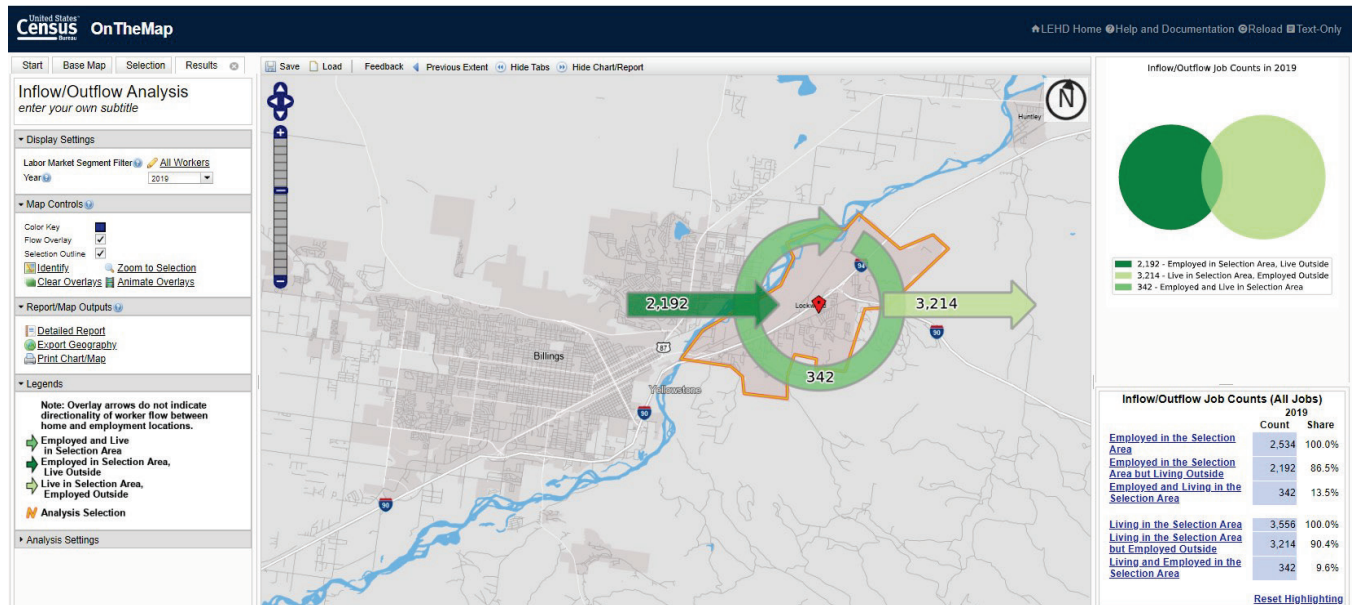 United States®
Census
Bureau
OnTheMap
LEHD Home Help and Documentation Reload Text-Only
Start Base Map Selection Results
Save Load Feedback Previous Extent Hide Tabs Hide Chart/Report
Inflow/Outflow Analysis
enter your own subtitle
Display Settings
Labor Market Segment Filter All Workers
Year 2019
Map Controls
Color Key
Flow Overlay
Selection Outline
Identify Zoom to Selection
Clear Overlays Animate Overlays
Report/Map Outputs
Detailed Report
Export Geography
Print Chart/Map
Legends
Note: Overlay arrows do not indicate
directionality of worker flow between
home and employment locations.
Employed and Live
in Selection Area
Employed in Selection Area,
Live Outside
Live in Selection Area,
Employed Outside
Analysis Selection
Analysis Settings
N
Huntley
94
2,192
3,214
90
87
Billings
342
Yellowstone
90
90
Inflow/Outflow Job Counts in 2019
2,192 - Employed in Selection Area, Live Outside
3,214 - Live in Selection Area, Employed Outside
342 - Employed and Live in Selection Area
Inflow/Outflow Job Counts (All Jobs)
2019
Count Share
Employed in the Selection
Area 2,534 100.0%
Employed in the Selection
Area but Living Outside 2,192 86.5%
Employed and Living in the
Selection Area 342 13.5%
Living in the Selection Area 3,556 100.0%
Living in the Selection Area
but Employed Outside 3,214 90.4%
Living and Employed in the
Selection Area 342 9.6%
Reset Highlighting